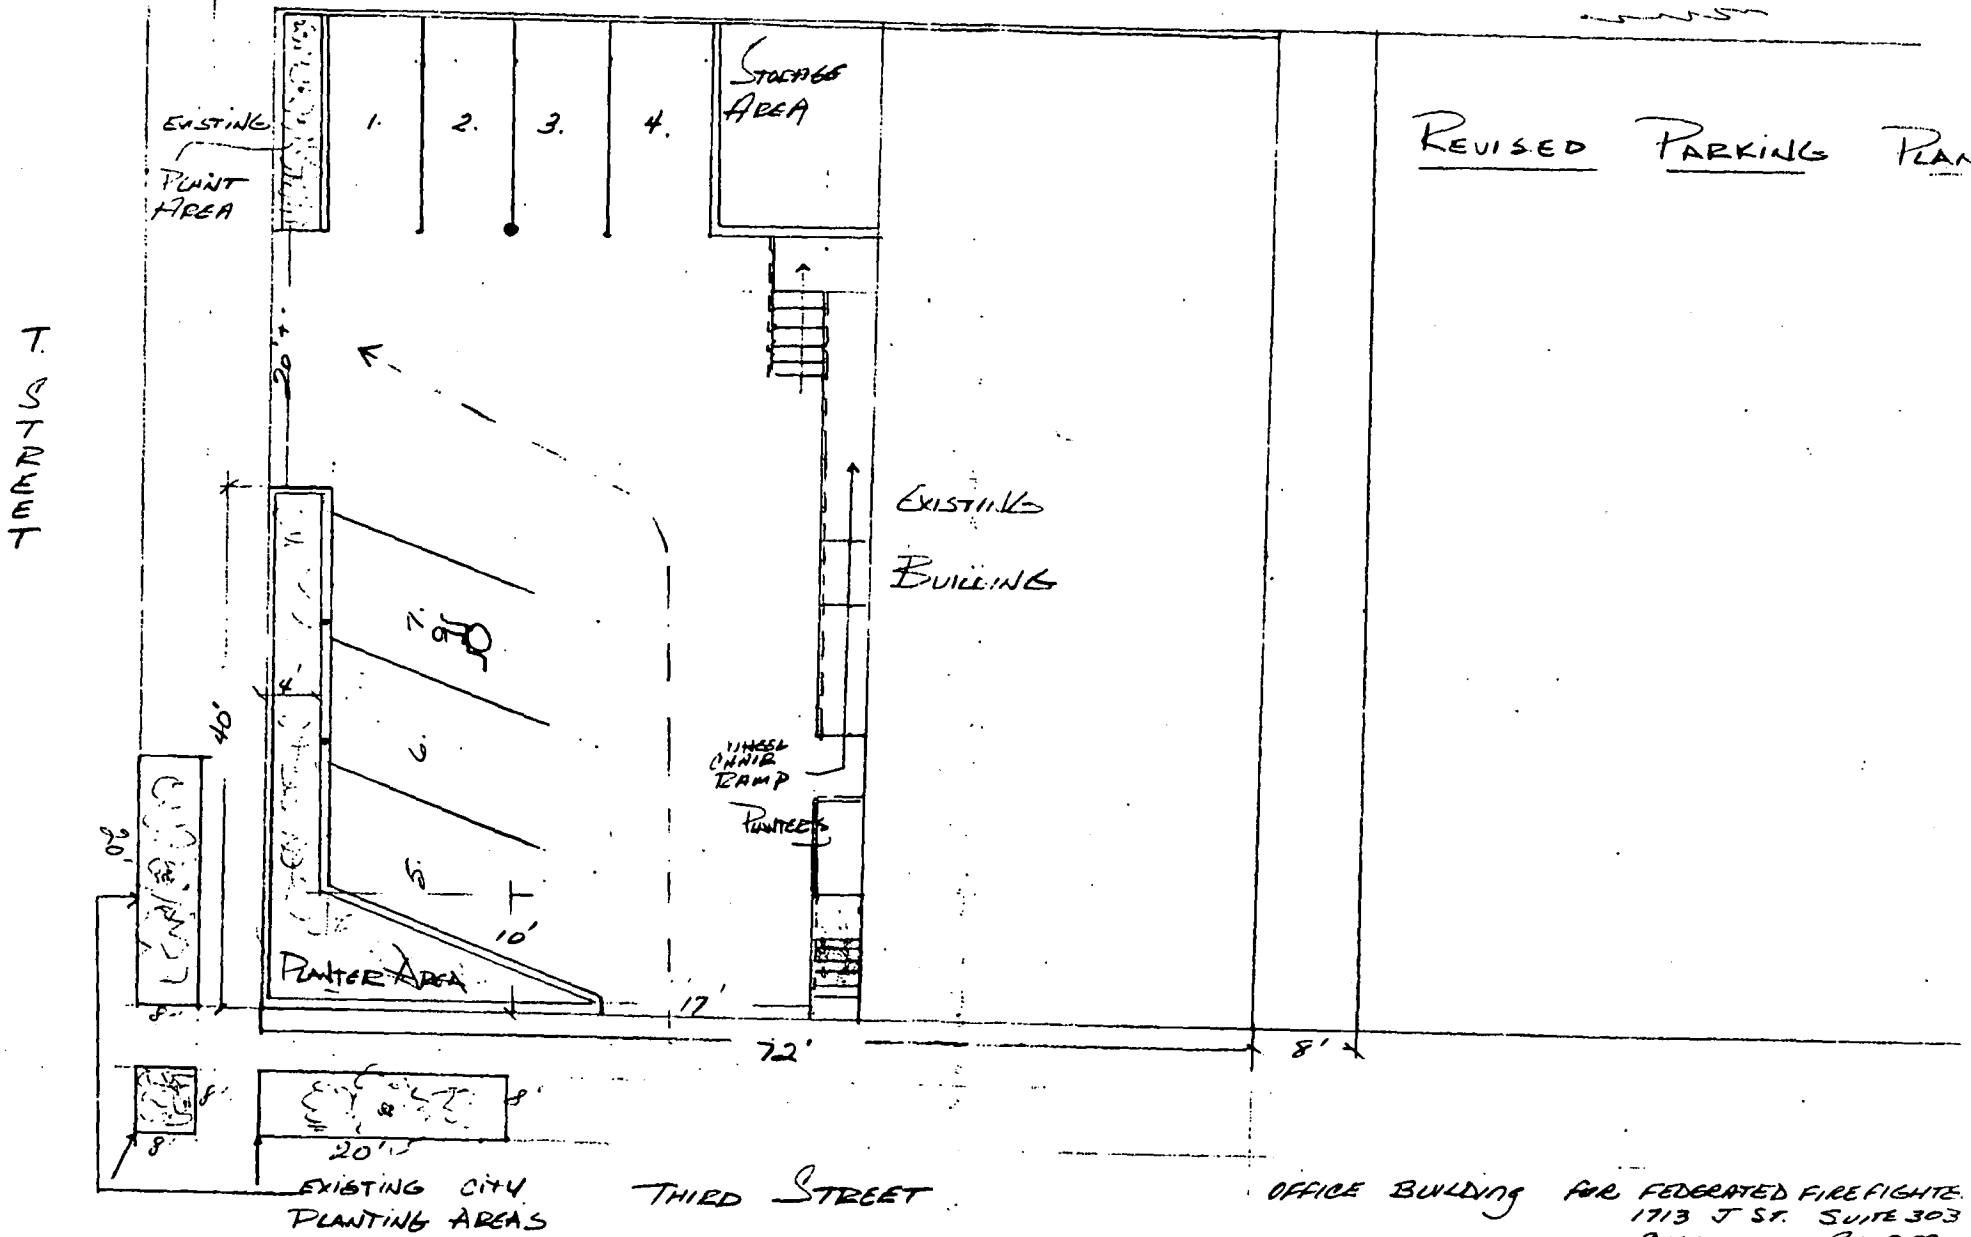 REVISED PARKING PLAN
STORAGE
AREA
EXISTING
PLANT
AREA
1.
2.
3.
4.
20'+
T. STREET
EXISTING
BUILDING
7.
6.
5.
4'
40'
WHEEL
CHAIR
RAMP
PLANTERS
20'
10'
PLANTER AREA
17'
8'
72'
8'
8'
8'
8'
20'
EXISTING CITY
PLANTING AREAS
THIRD STREET
OFFICE BUILDING FOR FEDERATED FIREFIGHTE
1713 J ST. SUITE 303